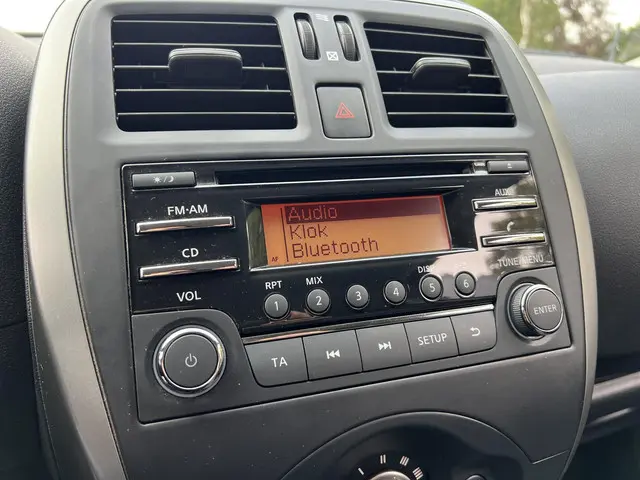 AUX
FM·AM
Audio
Klok
Bluetooth
AF
CD
TUNE/MENU
VOL
RPT
MIX
1
2
3
4
5
6
ENTER
TA
SETUP